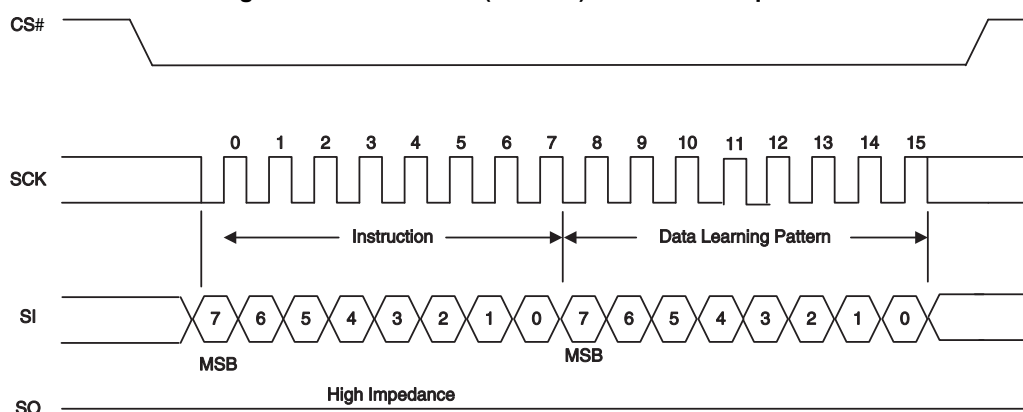 CS#
0 1 2 3 4 5 6 7 8 9 10 11 12 13 14 15
SCK
Instruction Data Learning Pattern
SI 7 6 5 4 3 2 1 0 7 6 5 4 3 2 1 0
MSB MSB
High Impedance
SO